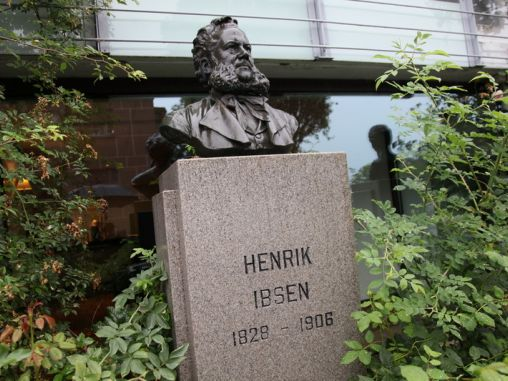 HENRIK
IBSEN
1828 - 1906